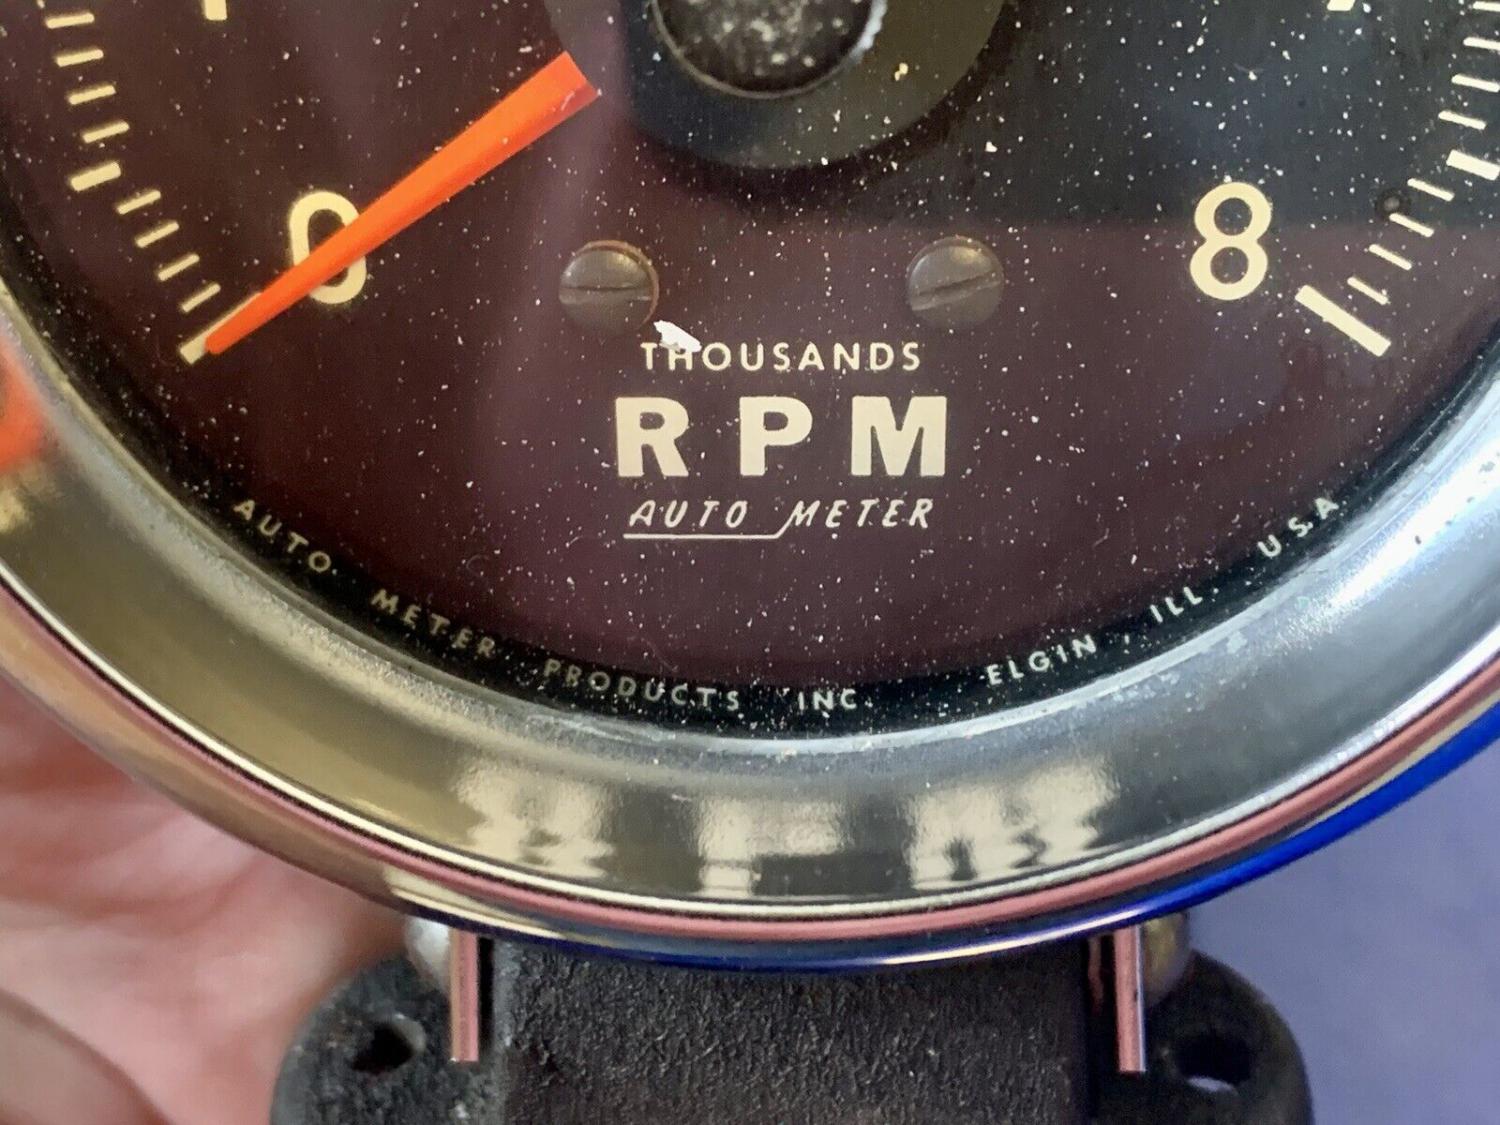 0
8
THOUSANDS
RPM
AUTO METER
AUTO METER PRODUCTS INC. ELGIN, ILL. U.S.A